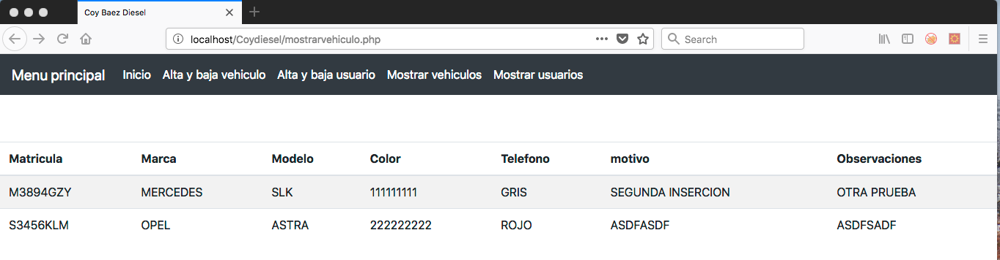 Coy Baez Diesel
localhost/Coydiesel/mostrarvehiculo.php
Search
Menu principal Inicio Alta y baja vehiculo Alta y baja usuario Mostrar vehiculos Mostrar usuarios
Matricula Marca Modelo Color Telefono motivo Observaciones
M3894GZY MERCEDES SLK 111111111 GRIS SEGUNDA INSERCION OTRA PRUEBA
S3456KLM OPEL ASTRA 222222222 ROJO ASDFASDF ASDFSADF